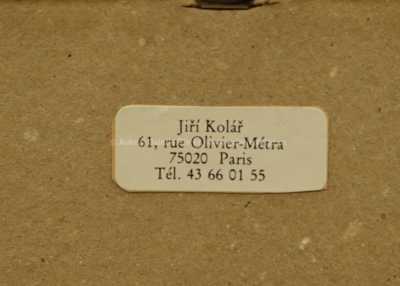 Jiří Kolář
61, rue Olivier-Métra
75020 Paris
Tél. 43 66 01 55